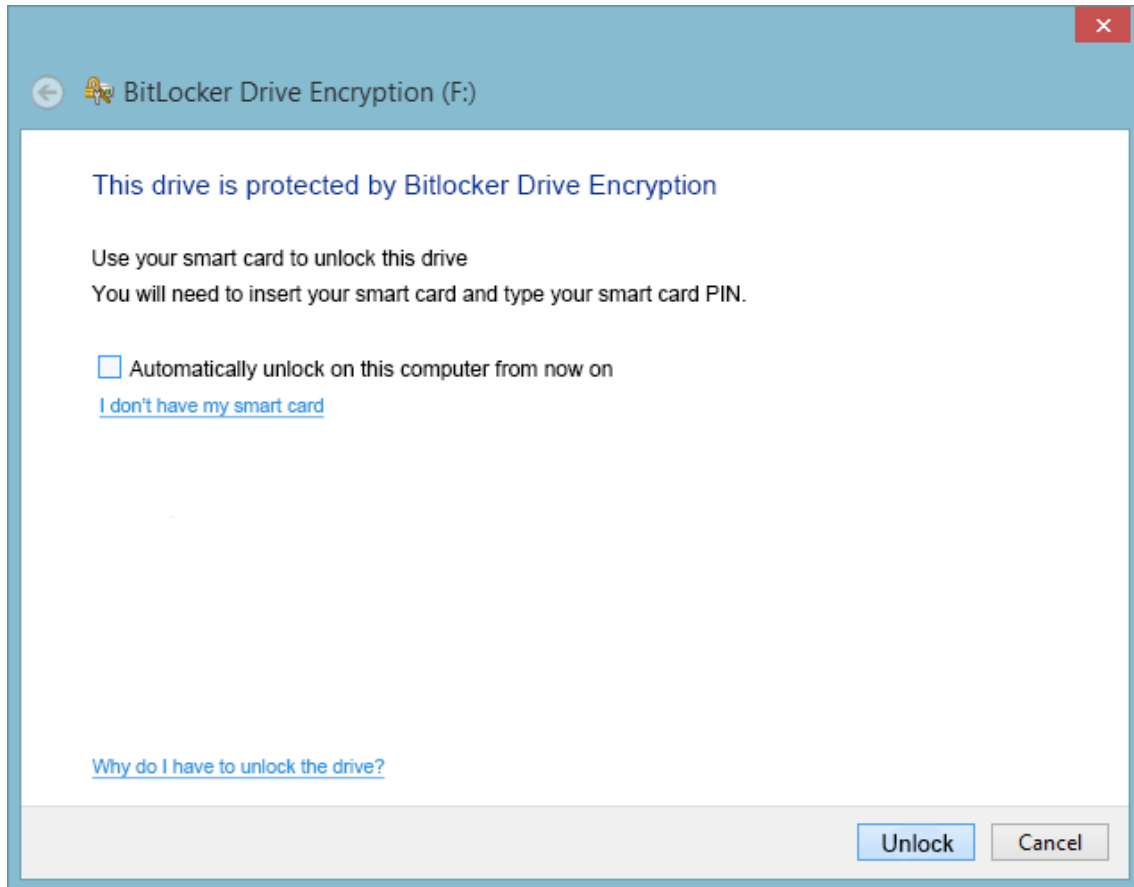 BitLocker Drive Encryption (F:)
This drive is protected by Bitlocker Drive Encryption
Use your smart card to unlock this drive
You will need to insert your smart card and type your smart card PIN.
Automatically unlock on this computer from now on
I don't have my smart card
Why do I have to unlock the drive?
Unlock Cancel